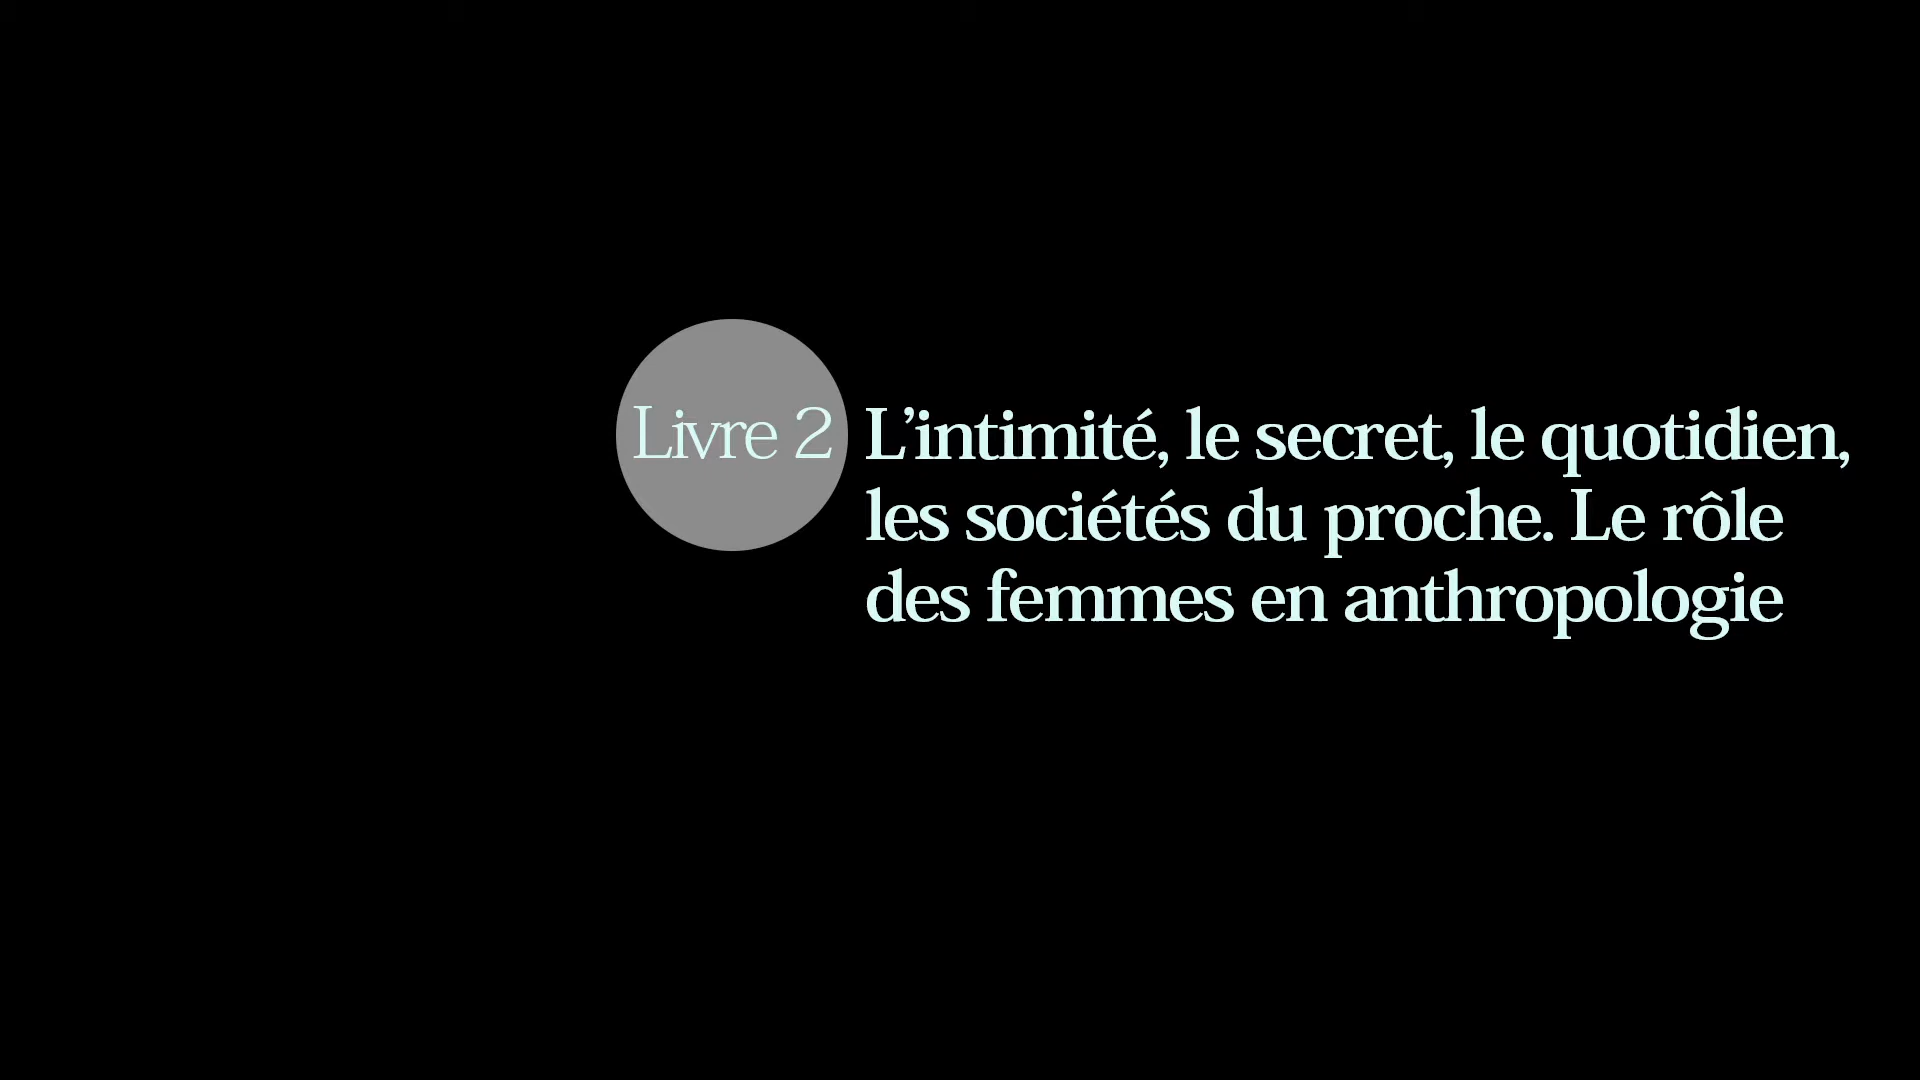 Livre 2 L’intimité, le secret, le quotidien,
les sociétés du proche. Le rôle
des femmes en anthropologie